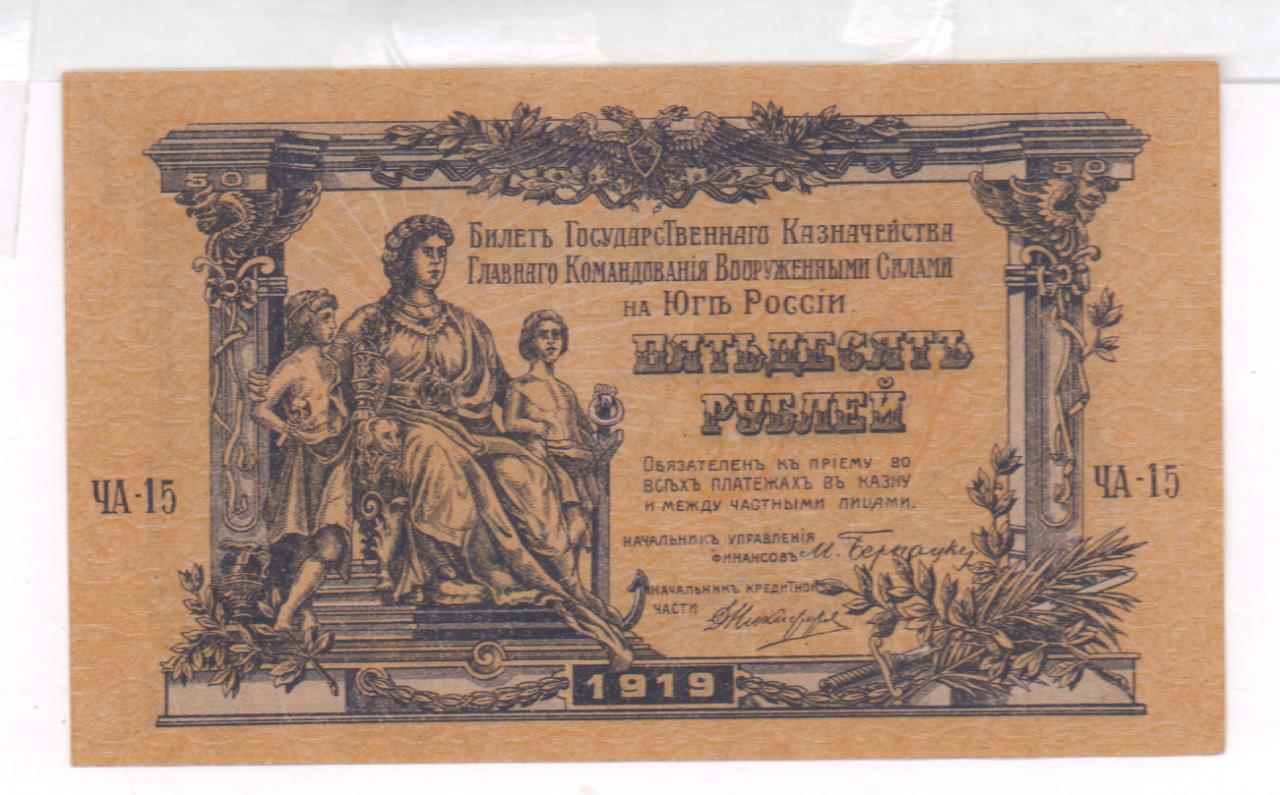 50 50
Билетъ Государственнаго Казначейства
Главнаго Командованія Вооруженными Силами
на Югѣ Россіи.
ПЯТЬДЕСЯТЪ
РУБЛЕЙ
Обязателенъ къ пріему во
всѣхъ платежахъ въ казну
и между частными лицами.
ЧА-15 ЧА-15
Начальникъ управленія
финансовъ М.
Начальникъ кредитной
части
1919